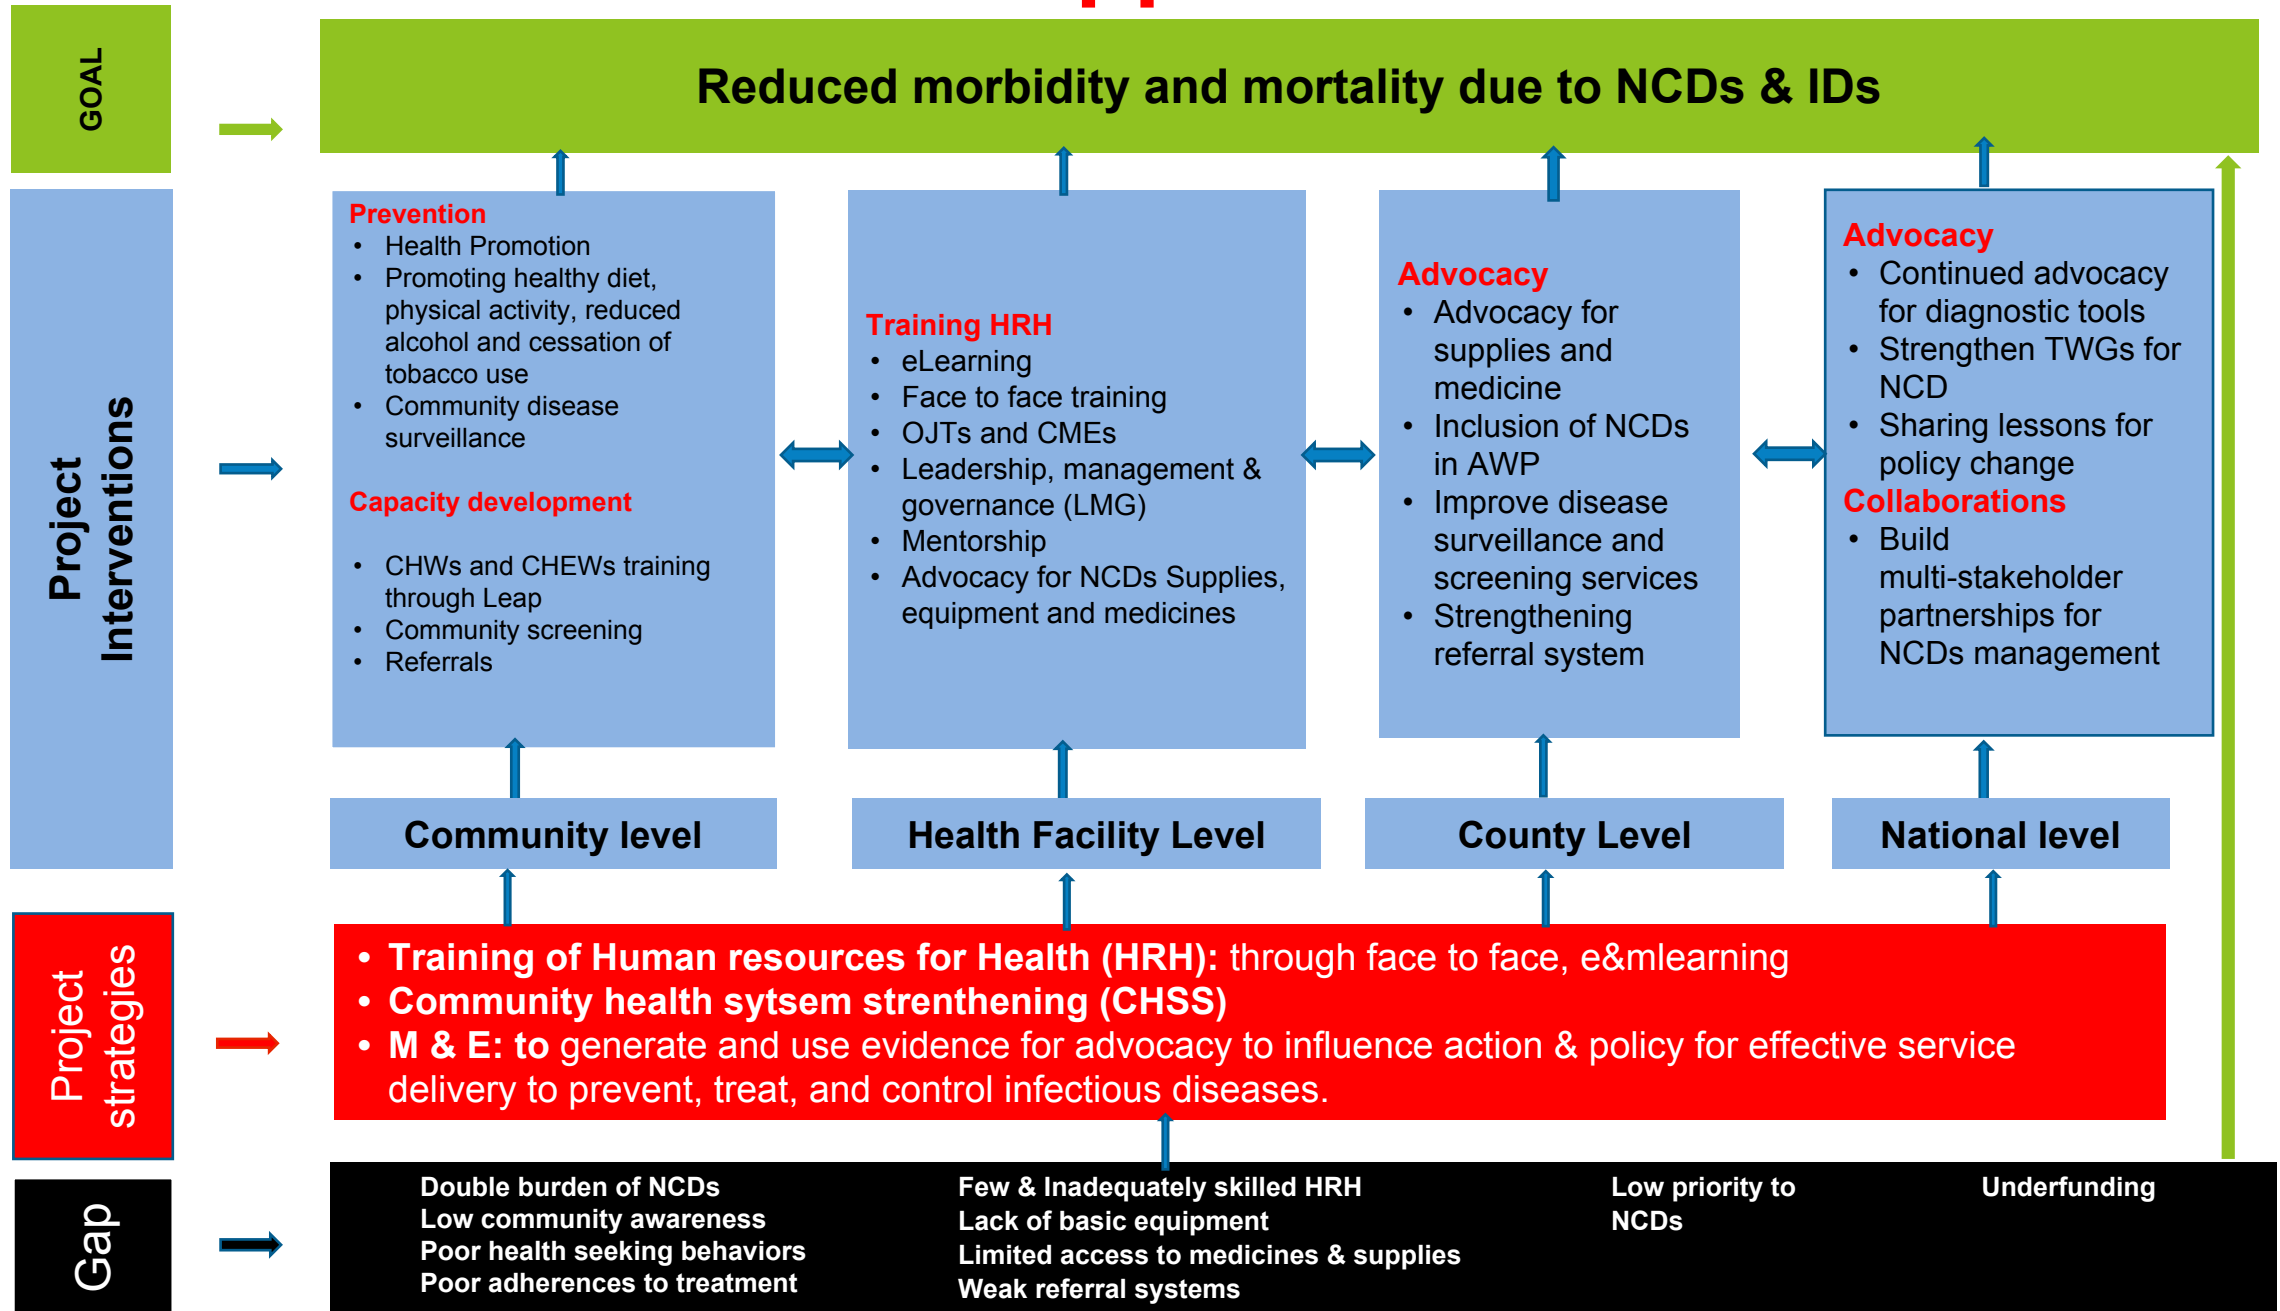 GOAL
Reduced morbidity and mortality due to NCDs & IDs
Project
Interventions
Prevention
• Health Promotion
• Promoting healthy diet,
physical activity, reduced
alcohol and cessation of
tobacco use
• Community disease
surveillance
Capacity development
• CHWs and CHEWs training
through Leap
• Community screening
• Referrals
Training HRH
• eLearning
• Face to face training
• OJTs and CMEs
• Leadership, management &
governance (LMG)
• Mentorship
• Advocacy for NCDs Supplies,
equipment and medicines
Advocacy
• Advocacy for
supplies and
medicine
• Inclusion of NCDs
in AWP
• Improve disease
surveillance and
screening services
• Strengthening
referral system
Advocacy
• Continued advocacy
for diagnostic tools
• Strengthen TWGs for
NCD
• Sharing lessons for
policy change
Collaborations
• Build
multi-stakeholder
partnerships for
NCDs management
Community level
Health Facility Level
County Level
National level
Project
strategies
• Training of Human resources for Health (HRH): through face to face, e&mlearning
• Community health sytsem strenthening (CHSS)
• M & E: to generate and use evidence for advocacy to influence action & policy for effective service
delivery to prevent, treat, and control infectious diseases.
Gap
Double burden of NCDs
Low community awareness
Poor health seeking behaviors
Poor adherences to treatment
Few & Inadequately skilled HRH
Lack of basic equipment
Limited access to medicines & supplies
Weak referral systems
Low priority to
NCDs
Underfunding